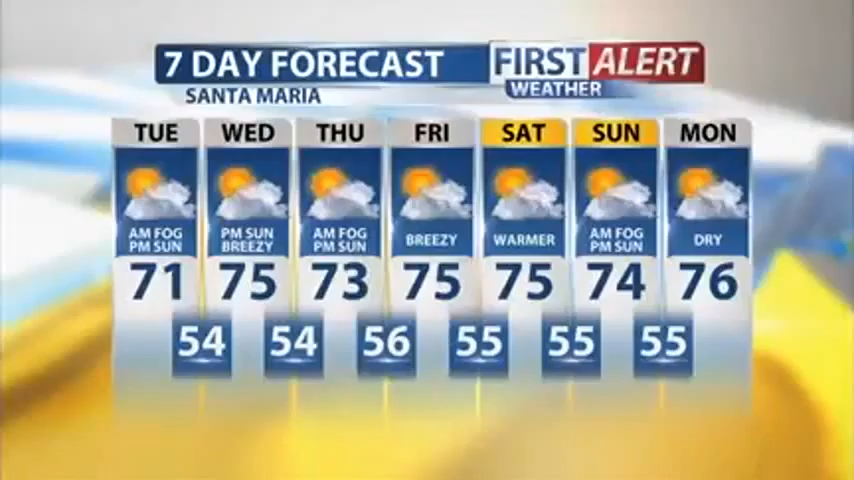 7 DAY FORECAST FIRST ALERT
SANTA MARIA WEATHER
TUE WED THU FRI SAT SUN MON
AM FOG PM SUN AM FOG BREEZY WARMER AM FOG DRY
PM SUN BREEZY PM SUN PM SUN
71 75 73 75 75 74 76
54 54 56 55 55 55